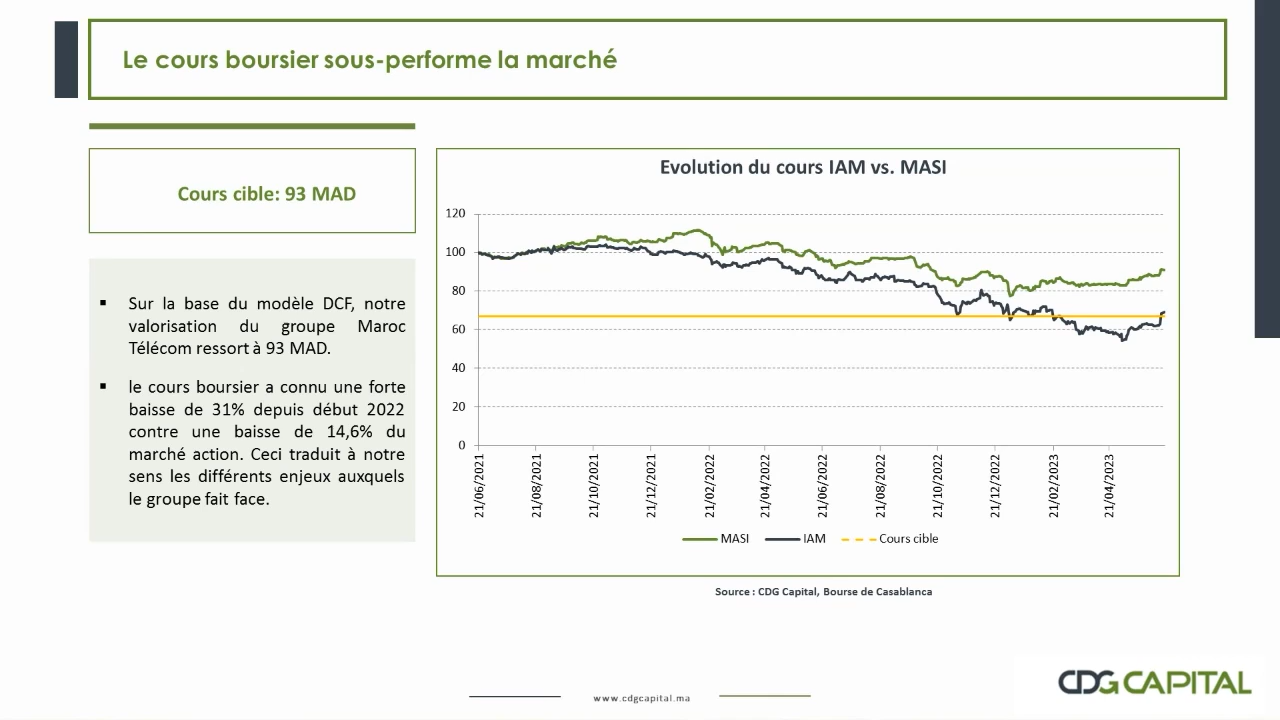 Le cours boursier sous-performe la marché
Cours cible: 93 MAD
▪ Sur la base du modèle DCF, notre
valorisation du groupe Maroc
Télécom ressort à 93 MAD.
▪ le cours boursier a connu une forte
baisse de 31% depuis début 2022
contre une baisse de 14,6% du
marché action. Ceci traduit à notre
sens les différents enjeux auxquels
le groupe fait face.
Evolution du cours IAM vs. MASI
120
100
80
60
40
20
0
21/06/2021
21/08/2021
21/10/2021
21/12/2021
21/02/2022
21/04/2022
21/06/2022
21/08/2022
21/10/2022
21/12/2022
21/02/2023
21/04/2023
MASI IAM Cours cible
Source : CDG Capital, Bourse de Casablanca
www.cdgcapital.ma
CDG CAPITAL